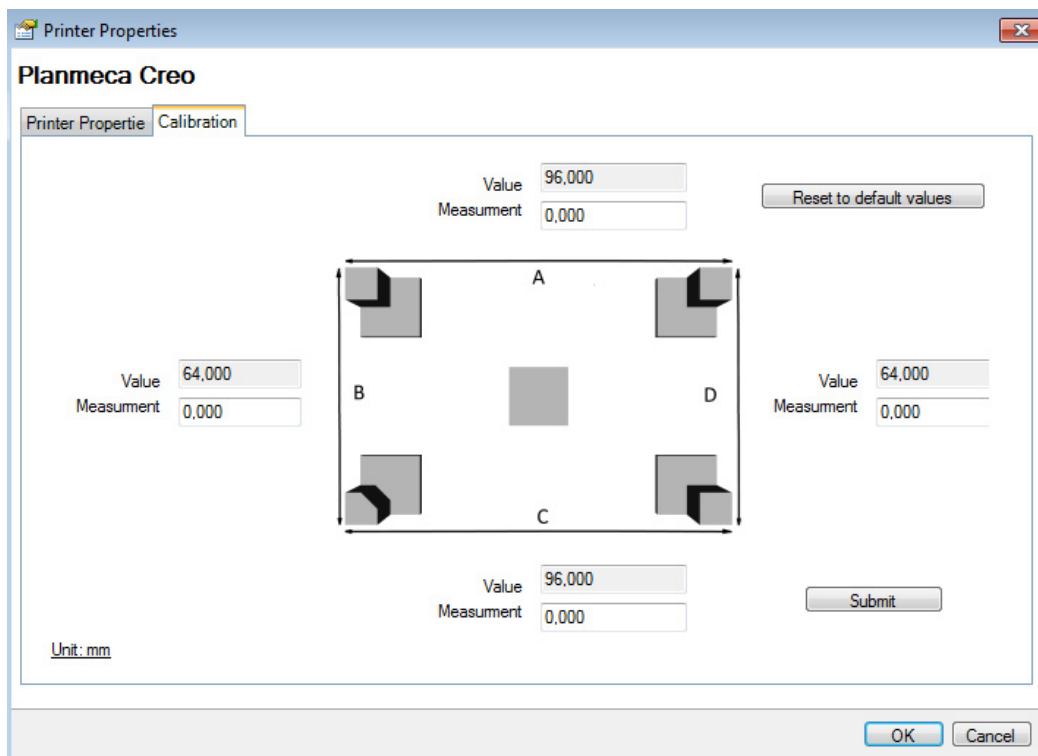 Printer Properties
Planmeca Creo
Printer Propertie Calibration
Value 96,000
Measurment 0,000
Reset to default values
A
Value 64,000
Measurment 0,000
B
D
Value 64,000
Measurment 0,000
C
Value 96,000
Measurment 0,000
Submit
Unit: mm
OK Cancel